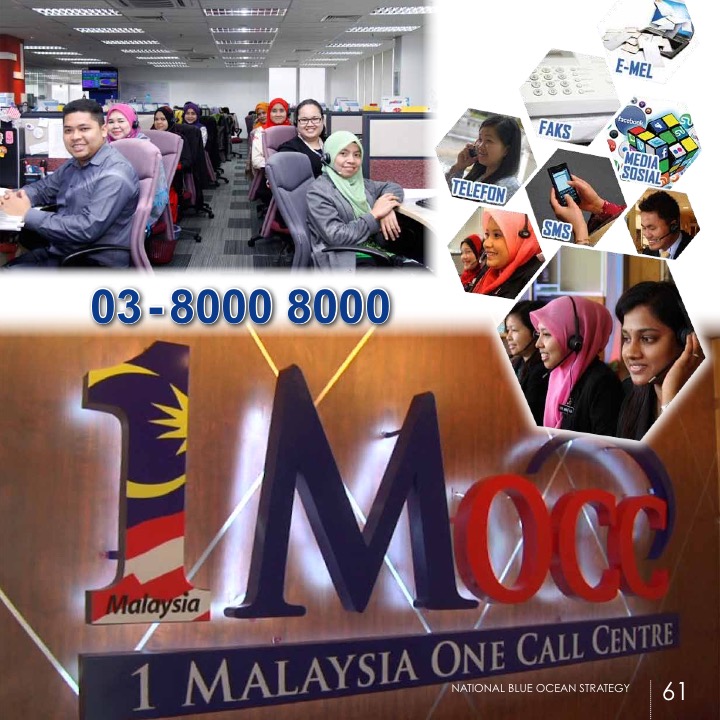 E-MEL
FAKS
facebook
MEDIA
SOSIAL
TELEFON
SMS
03-8000 8000
1MOCC
Malaysia
1 MALAYSIA ONE CALL CENTRE
NATIONAL BLUE OCEAN STRATEGY
61